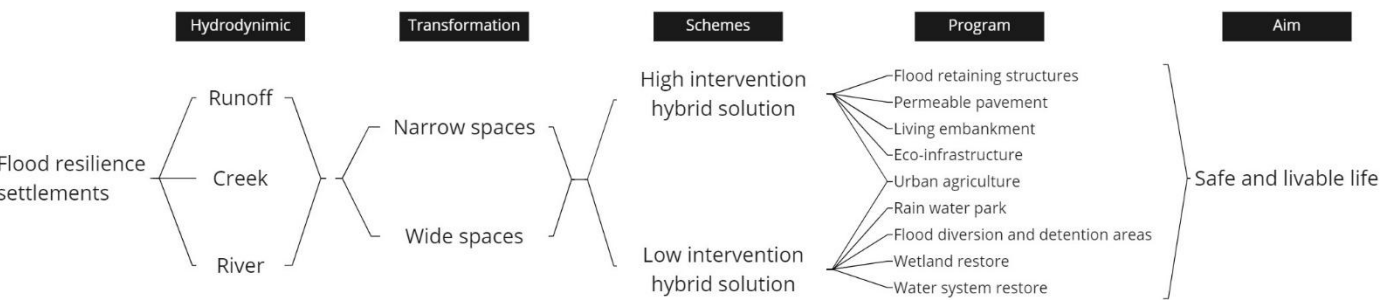 Hydrodynimic
Transformation
Schemes
Program
Aim
Flood resilience
settlements
Runoff
Creek
River
Narrow spaces
Wide spaces
High intervention
hybrid solution
Low intervention
hybrid solution
Flood retaining structures
Permeable pavement
Living embankment
Eco-infrastructure
Urban agriculture
Rain water park
Flood diversion and detention areas
Wetland restore
Water system restore
Safe and livable life